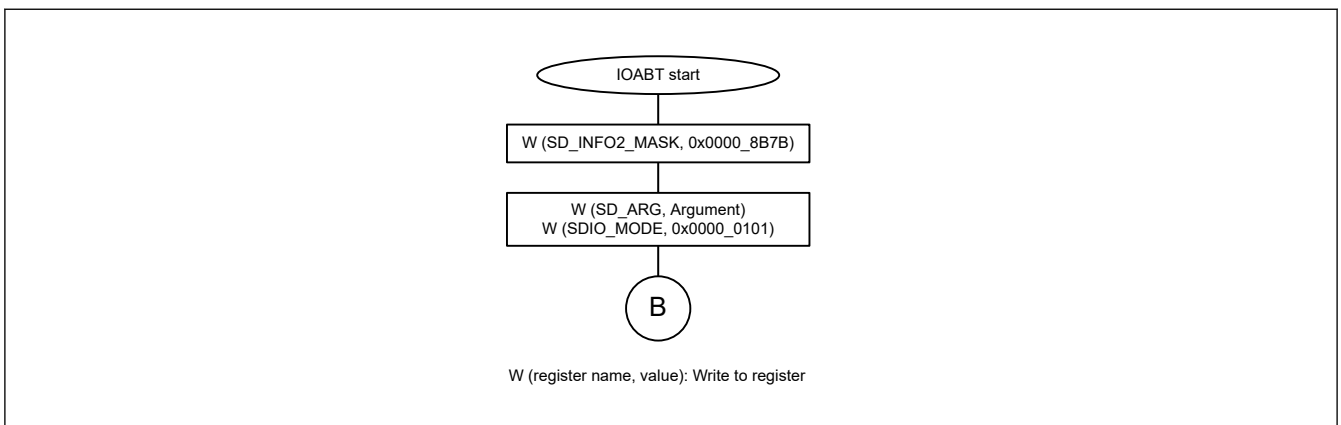 IOABT start
W (SD_INFO2_MASK, 0x0000_8B7B)
W (SD_ARG, Argument)
W (SDIO_MODE, 0x0000_0101)
B
W (register name, value): Write to register